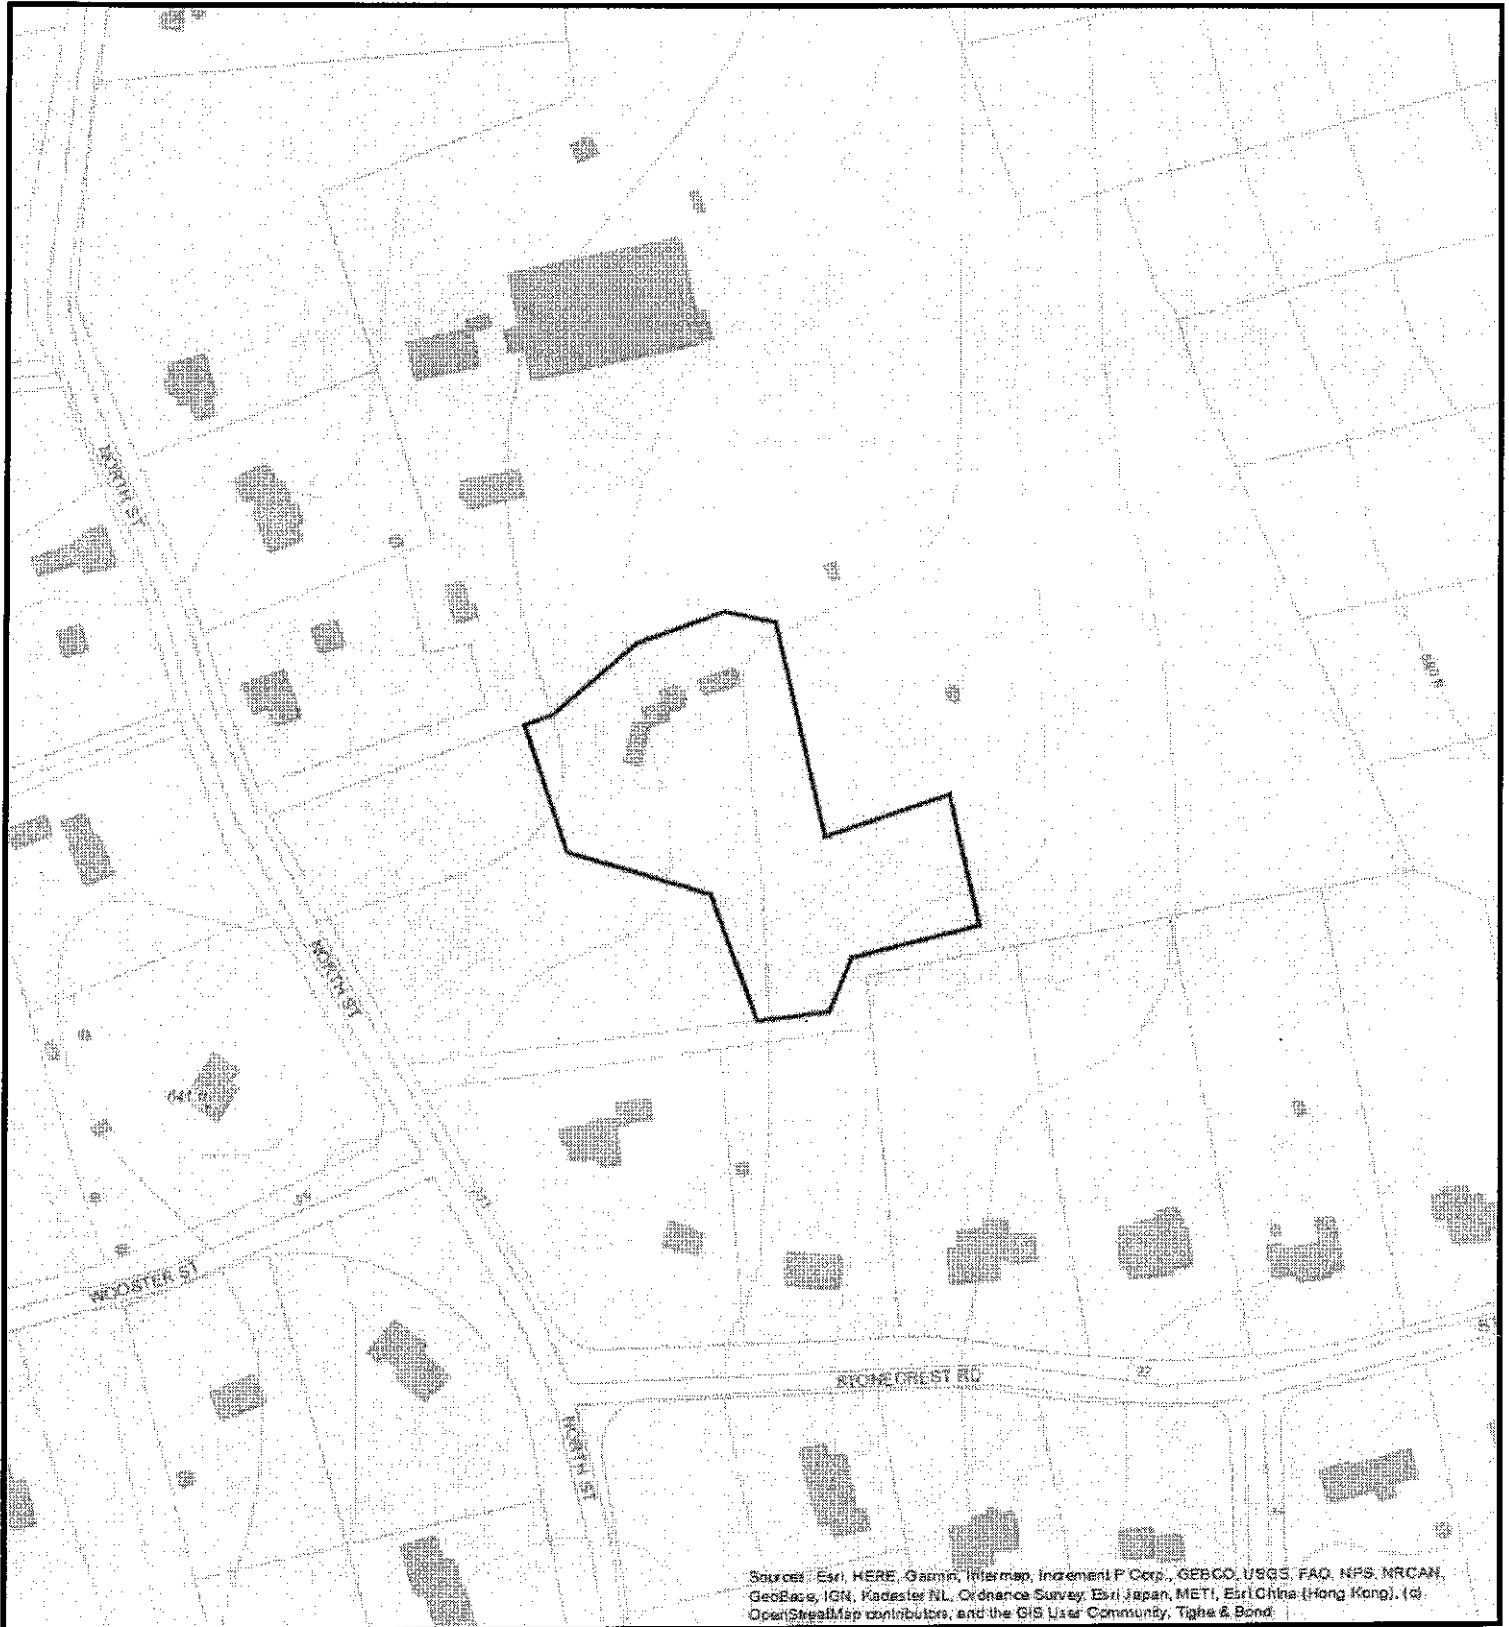 NORTH ST
NORTH ST
WOOSTER ST
STONECREST RD
22
NORTH ST
Sources: Esri, HERE, Garmin, Intermap, increment P Corp., GEBCO, USGS, FAO, NPS, NRCAN,
GeoBase, IGN, Kadaster NL, Ordnance Survey, Esri Japan, METI, Esri China (Hong Kong), (c)
OpenStreetMap contributors, and the GIS User Community, Tighe & Bond